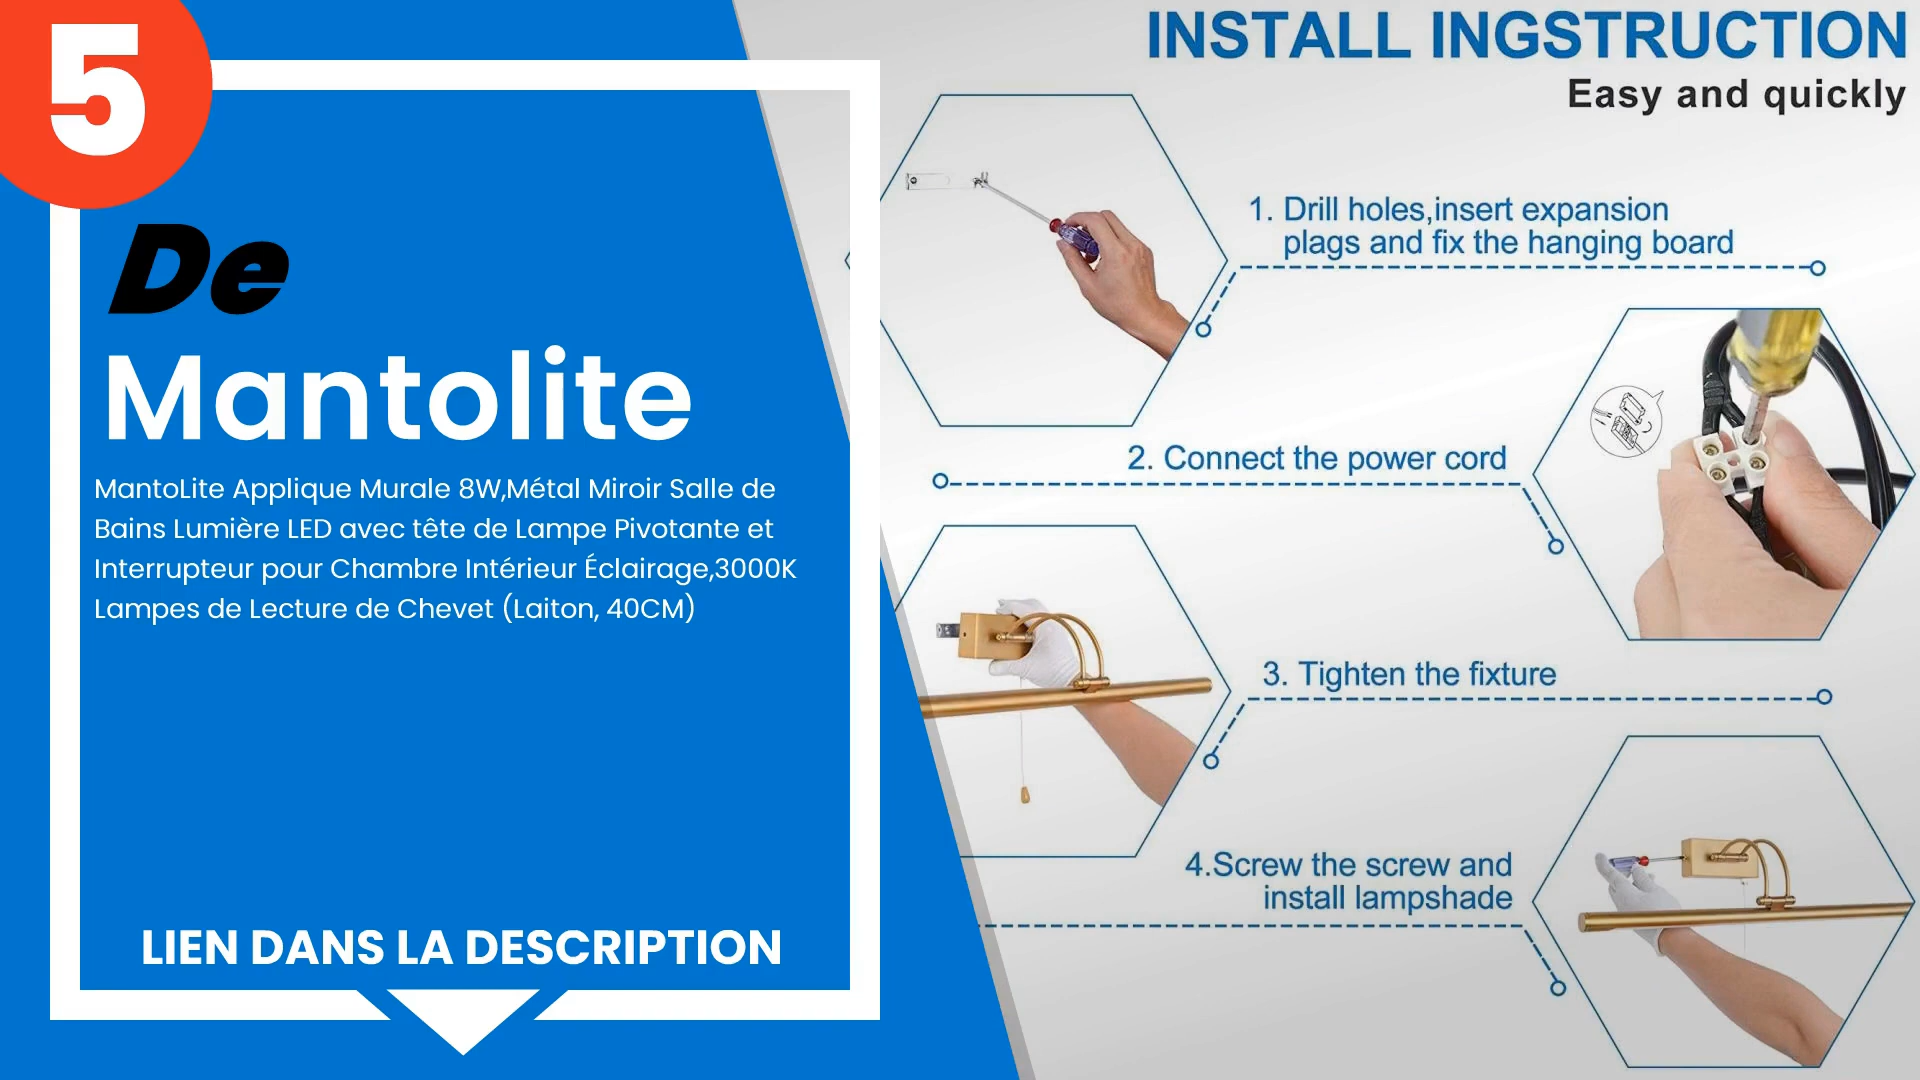 5
De
Mantolite
MantoLite Applique Murale 8W,Métal Miroir Salle de
Bains Lumière LED avec tête de Lampe Pivotante et
Interrupteur pour Chambre Intérieur Éclairage,3000K
Lampes de Lecture de Chevet (Laiton, 40CM)
LIEN DANS LA DESCRIPTION
INSTALL INGSTRUCTION
Easy and quickly
1. Drill holes,insert expansion
plags and fix the hanging board
2. Connect the power cord
3. Tighten the fixture
4.Screw the screw and
install lampshade